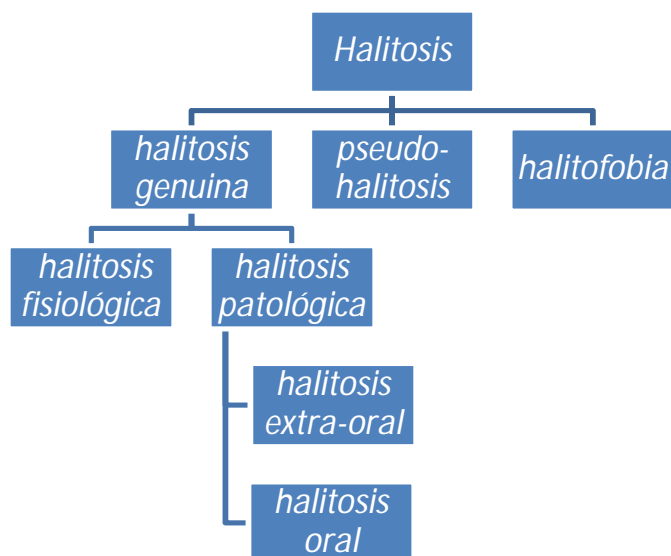 Halitosis
halitosis
genuina
pseudo-
halitosis
halitofobia
halitosis
fisiológica
halitosis
patológica
halitosis
extra-oral
halitosis
oral